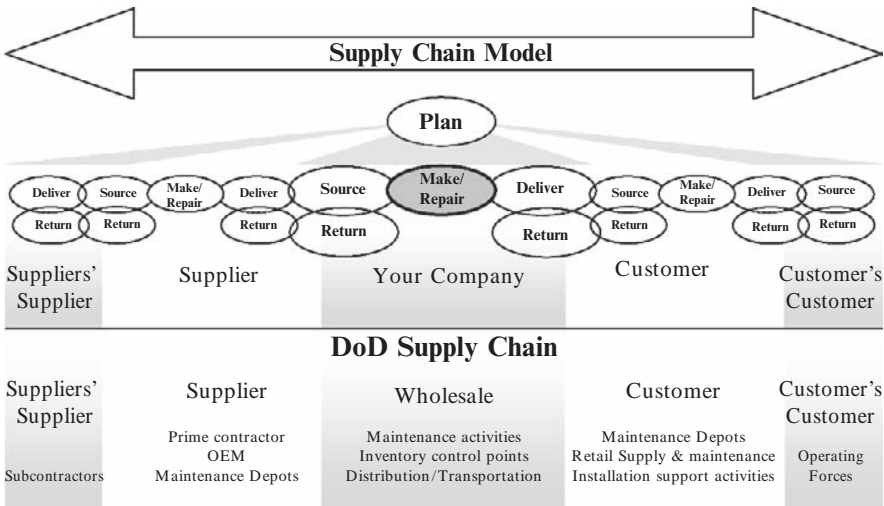 Supply Chain Model
Plan
Deliver Source Make/ Deliver Source Make/ Deliver Source Make/ Deliver Source
Repair Repair Repair
Return Return Return Return Return Return Return Return
Suppliers' Supplier Your Company Customer Customer's
Supplier Customer
DoD Supply Chain
Suppliers' Supplier Wholesale Customer Customer's
Supplier Customer
Prime contractor Maintenance activities Maintenance Depots
OEM Inventory control points Retail Supply & maintenance Operating
Subcontractors Maintenance Depots Distribution/Transportation Installation support activities Forces